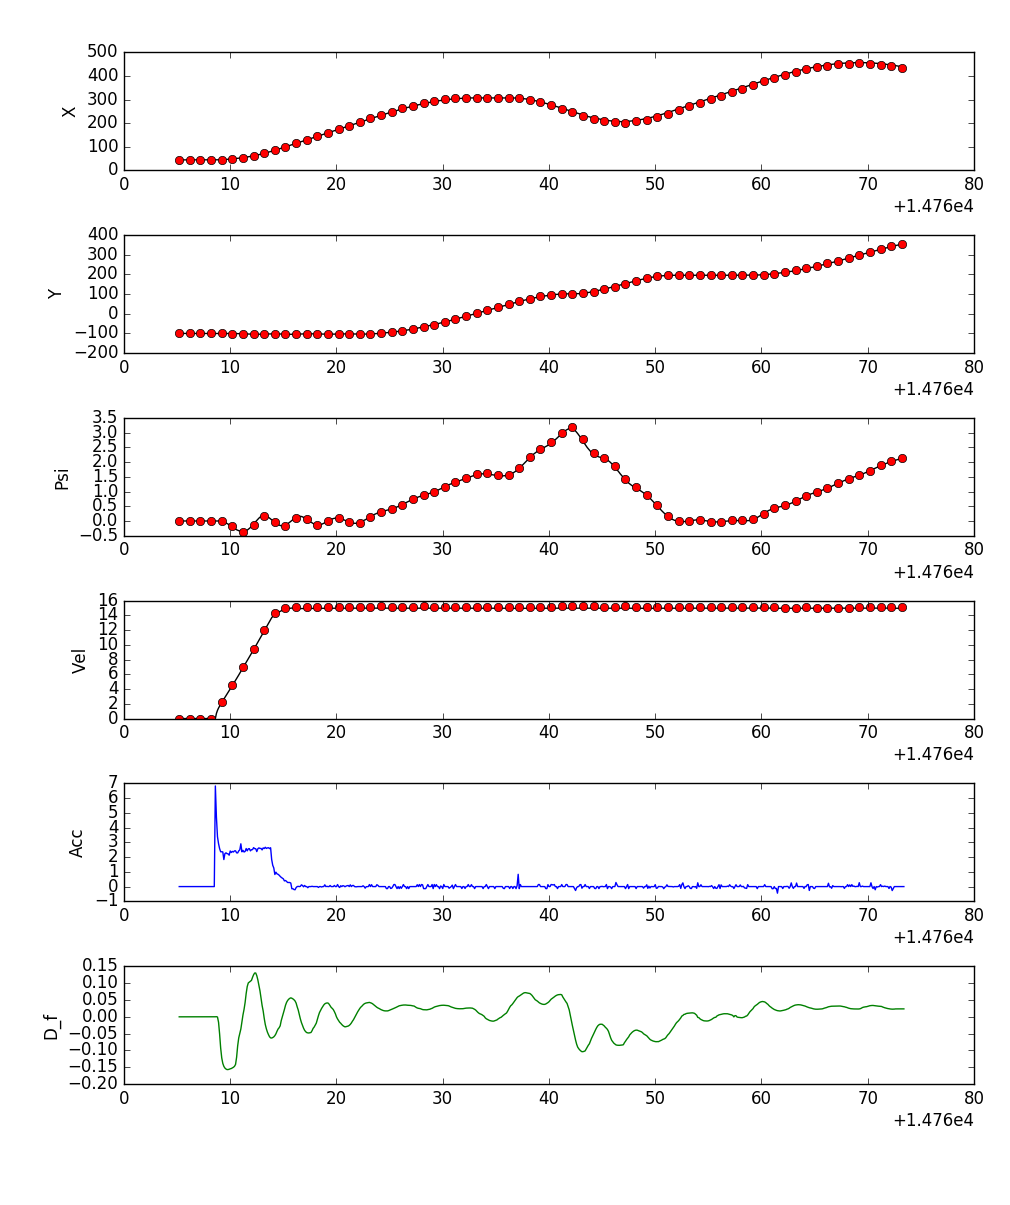 500
400
300
200
100
0
X
0 10 20 30 40 50 60 70 80
+1.476e4
400
300
200
100
0
−100
−200
Y
0 10 20 30 40 50 60 70 80
+1.476e4
3.5
3.0
2.5
2.0
1.5
1.0
0.5
0.0
−0.5
Psi
0 10 20 30 40 50 60 70 80
+1.476e4
16
14
12
10
8
6
4
2
0
Vel
0 10 20 30 40 50 60 70 80
+1.476e4
7
6
5
4
3
2
1
0
−1
Acc
0 10 20 30 40 50 60 70 80
+1.476e4
0.15
0.10
0.05
0.00
−0.05
−0.10
−0.15
−0.20
D_f
0 10 20 30 40 50 60 70 80
+1.476e4